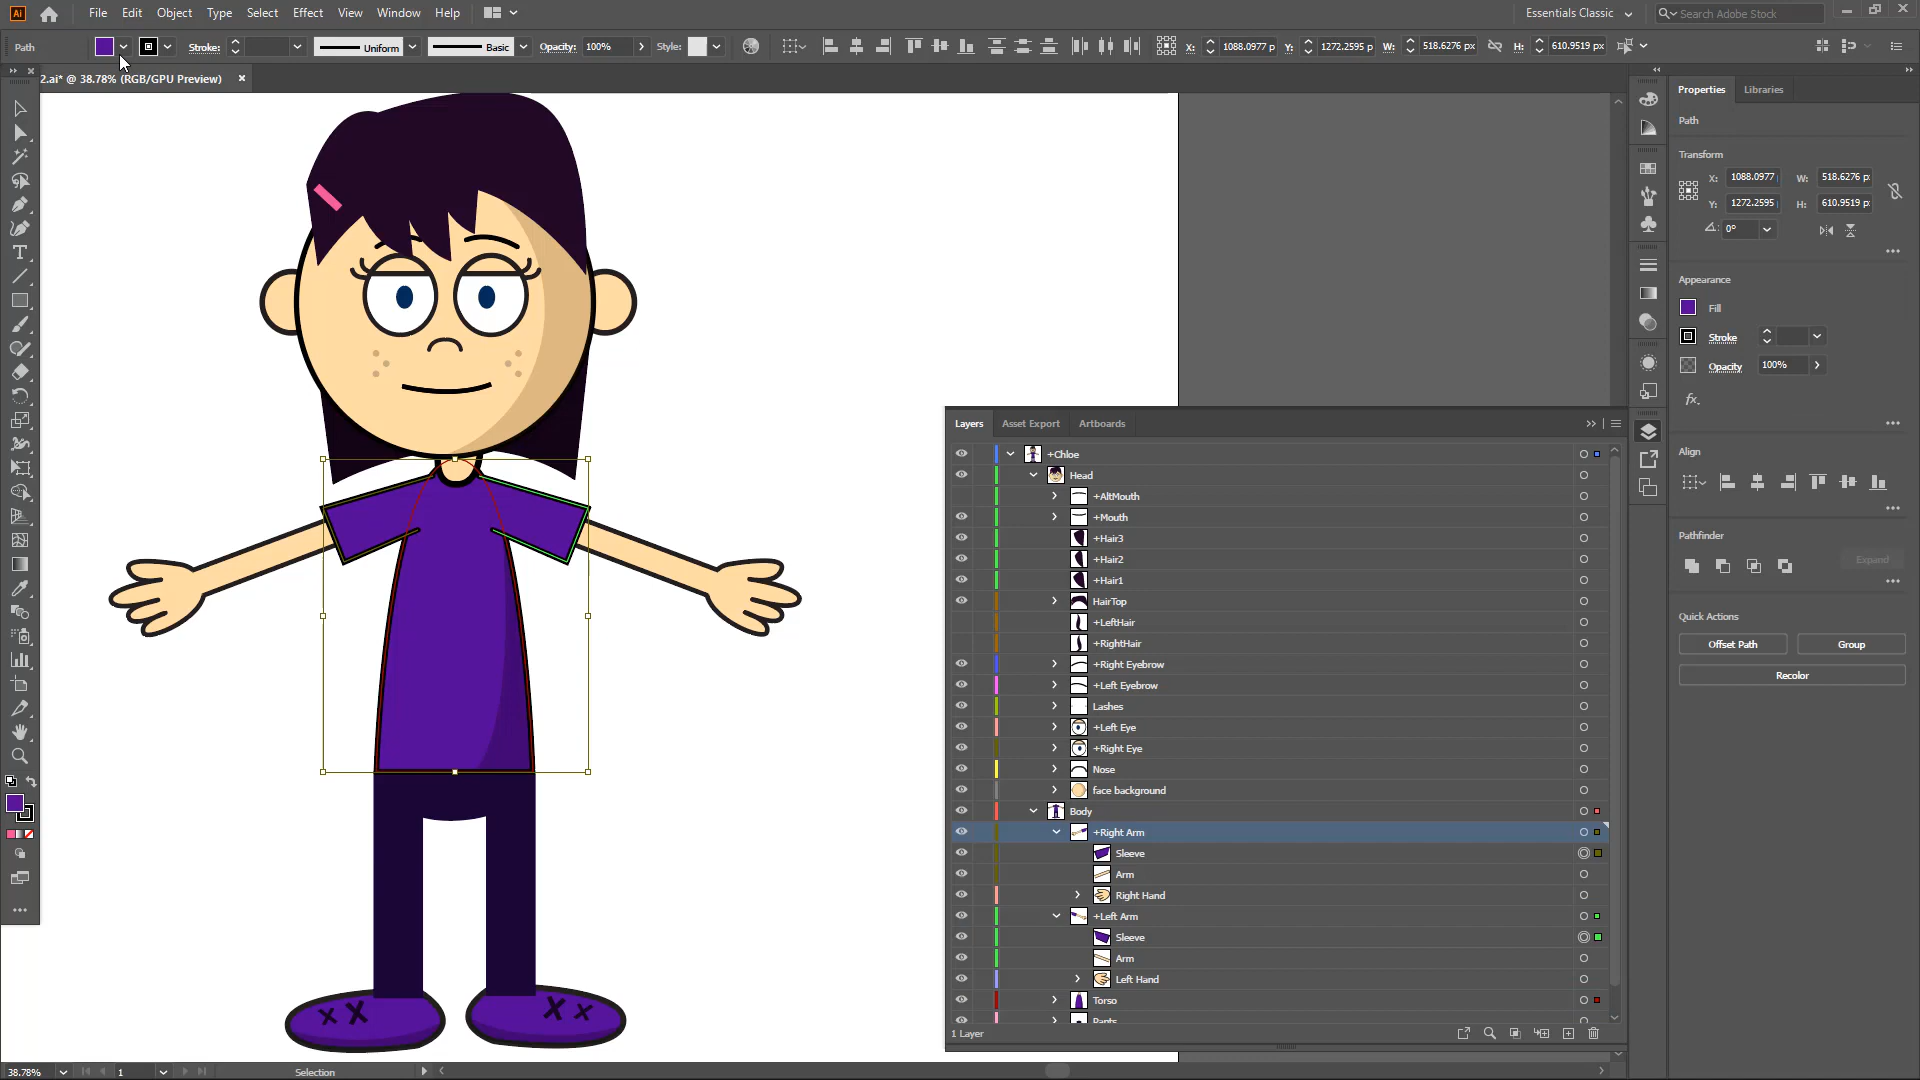 Ai File Edit Object Type Select Effect View Window Help Essentials Classic Search Adobe Stock
Path Stroke: Uniform Basic Opacity: 100% Style: X: 1088.0977 p Y: 1272.2595 p W: 518.6276 px H: 610.9519 px
2.ai* @ 38.78% (RGB/GPU Preview)
Properties Libraries
Path
Transform
X: 1088.0977 W: 518.6276 p
Y: 1272.2595 H: 610.9519 p
0°
Appearance
Fill
Stroke
Opacity 100%
fx.
Align
Pathfinder
Expand
Quick Actions
Offset Path Group
Recolor
Layers Asset Export Artboards
+Chloe
Head
+AltMouth
+Mouth
+Hair3
+Hair2
+Hair1
HairTop
+LeftHair
+RightHair
+Right Eyebrow
+Left Eyebrow
Lashes
+Left Eye
+Right Eye
Nose
face background
Body
+Right Arm
Sleeve
Arm
Right Hand
+Left Arm
Sleeve
Arm
Left Hand
Torso
Pants
1 Layer
38.78% 1 Selection